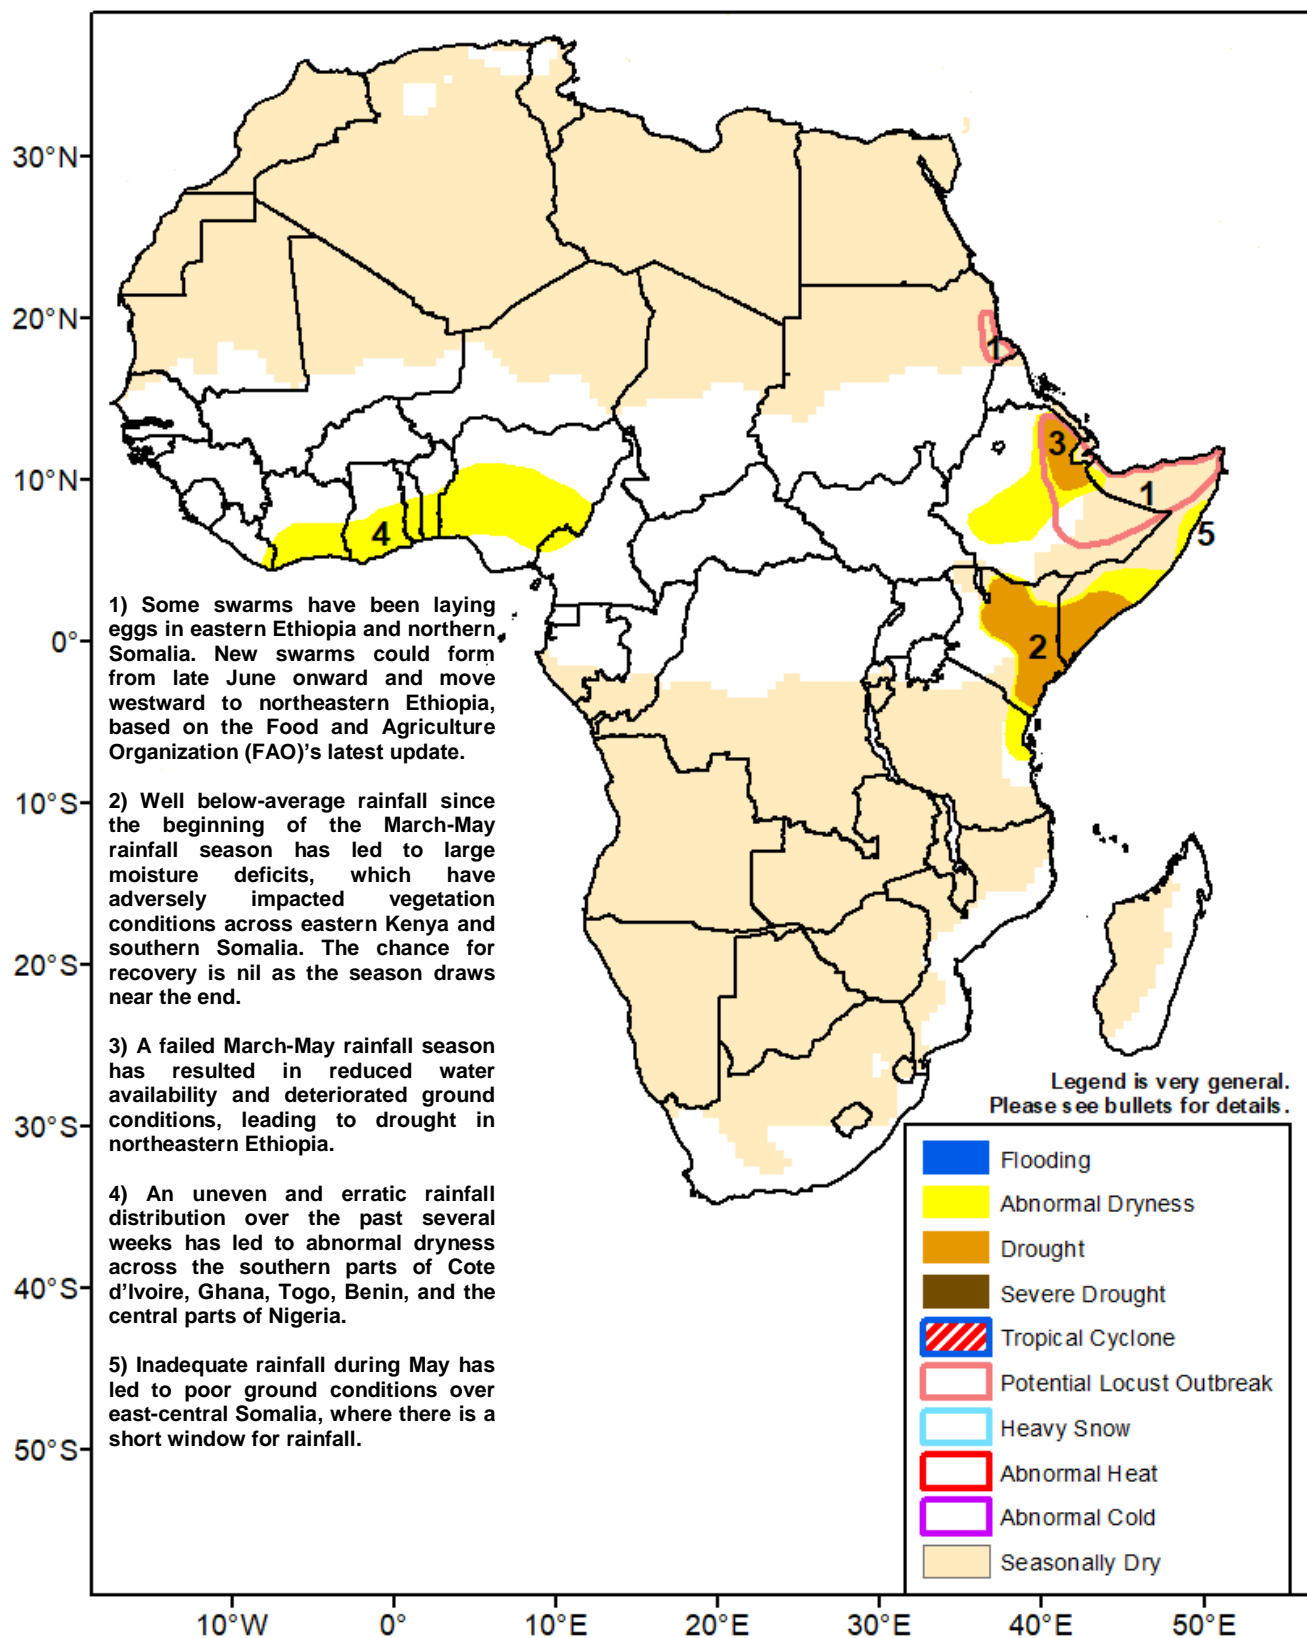 30°N
20°N
10°N
0°
10°S
20°S
30°S
40°S
50°S
10°W
0°
10°E
20°E
30°E
40°E
50°E
1
3
1
5
4
2
1) Some swarms have been laying
eggs in eastern Ethiopia and northern
Somalia. New swarms could form
from late June onward and move
westward to northeastern Ethiopia,
based on the Food and Agriculture
Organization (FAO)’s latest update.
2) Well below-average rainfall since
the beginning of the March-May
rainfall season has led to large
moisture deficits, which have
adversely impacted vegetation
conditions across eastern Kenya and
southern Somalia. The chance for
recovery is nil as the season draws
near the end.
3) A failed March-May rainfall season
has resulted in reduced water
availability and deteriorated ground
conditions, leading to drought in
northeastern Ethiopia.
4) An uneven and erratic rainfall
distribution over the past several
weeks has led to abnormal dryness
across the southern parts of Cote
d’Ivoire, Ghana, Togo, Benin, and the
central parts of Nigeria.
5) Inadequate rainfall during May has
led to poor ground conditions over
east-central Somalia, where there is a
short window for rainfall.
Legend is very general.
Please see bullets for details.
Flooding
Abnormal Dryness
Drought
Severe Drought
Tropical Cyclone
Potential Locust Outbreak
Heavy Snow
Abnormal Heat
Abnormal Cold
Seasonally Dry